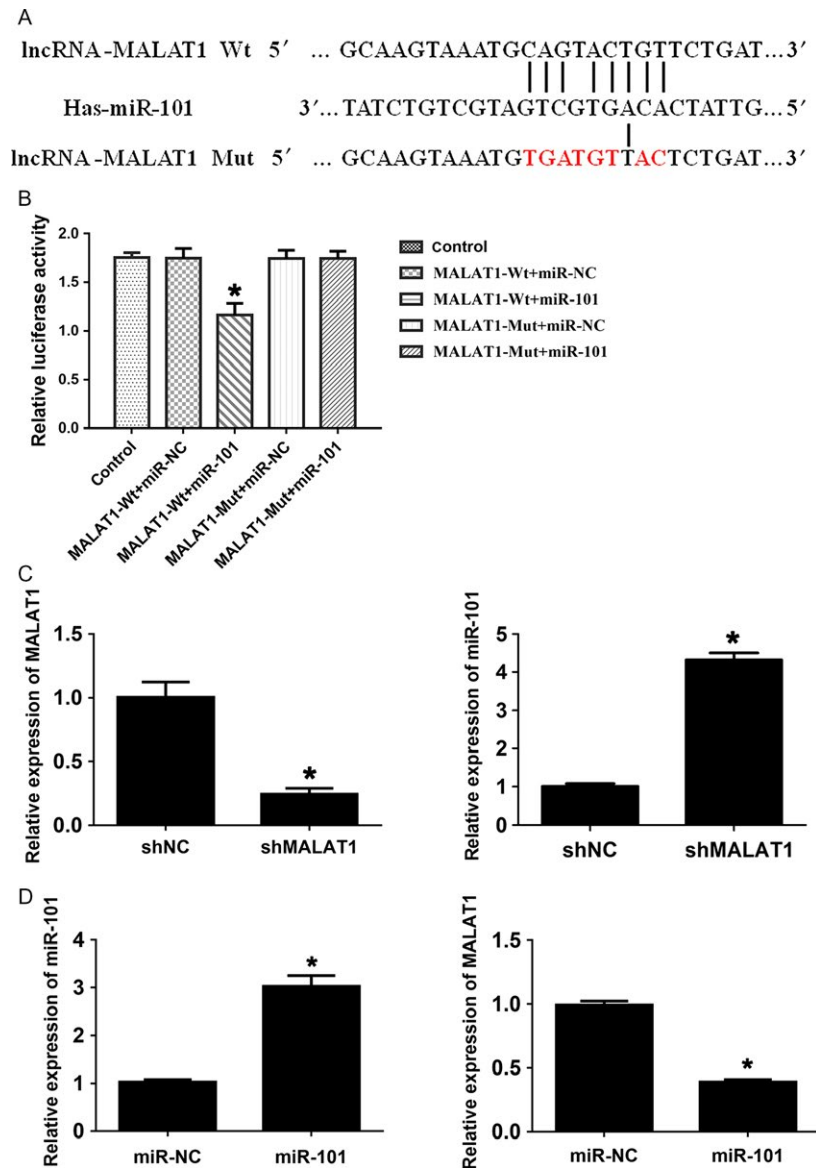 A
lncRNA-MALAT1 Wt 5′ ... GCAAGTAAATGCAGTACTGTTCTGAT...3′
Has-miR-101 3′...TATCTGTCGTAGTCGTGACACTATTG...5′
lncRNA-MALAT1 Mut 5′ ... GCAAGTAAATGTGATGTTACTCTGAT...3′
B
Relative luciferase activity
2.0
1.5
1.0
0.5
0.0
*
Control
MALAT1-Wt+miR-NC
MALAT1-Wt+miR-101
MALAT1-Mut+miR-NC
MALAT1-Mut+miR-101
Control
MALAT1-Wt+miR-NC
MALAT1-Wt+miR-101
MALAT1-Mut+miR-NC
MALAT1-Mut+miR-101
C
Relative expression of MALAT1
1.5
1.0
0.5
0.0
*
shNC shMALAT1
Relative expression of miR-101
5
4
3
2
1
0
*
shNC shMALAT1
D
Relative expression of miR-101
4
3
2
1
0
*
miR-NC miR-101
Relative expression of MALAT1
1.5
1.0
0.5
0.0
*
miR-NC miR-101